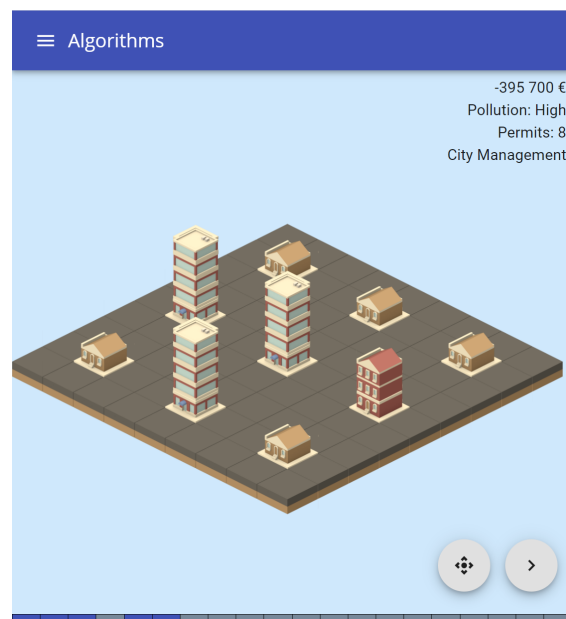 Algorithms
-395 700 €
Pollution: High
Permits: 8
City Management